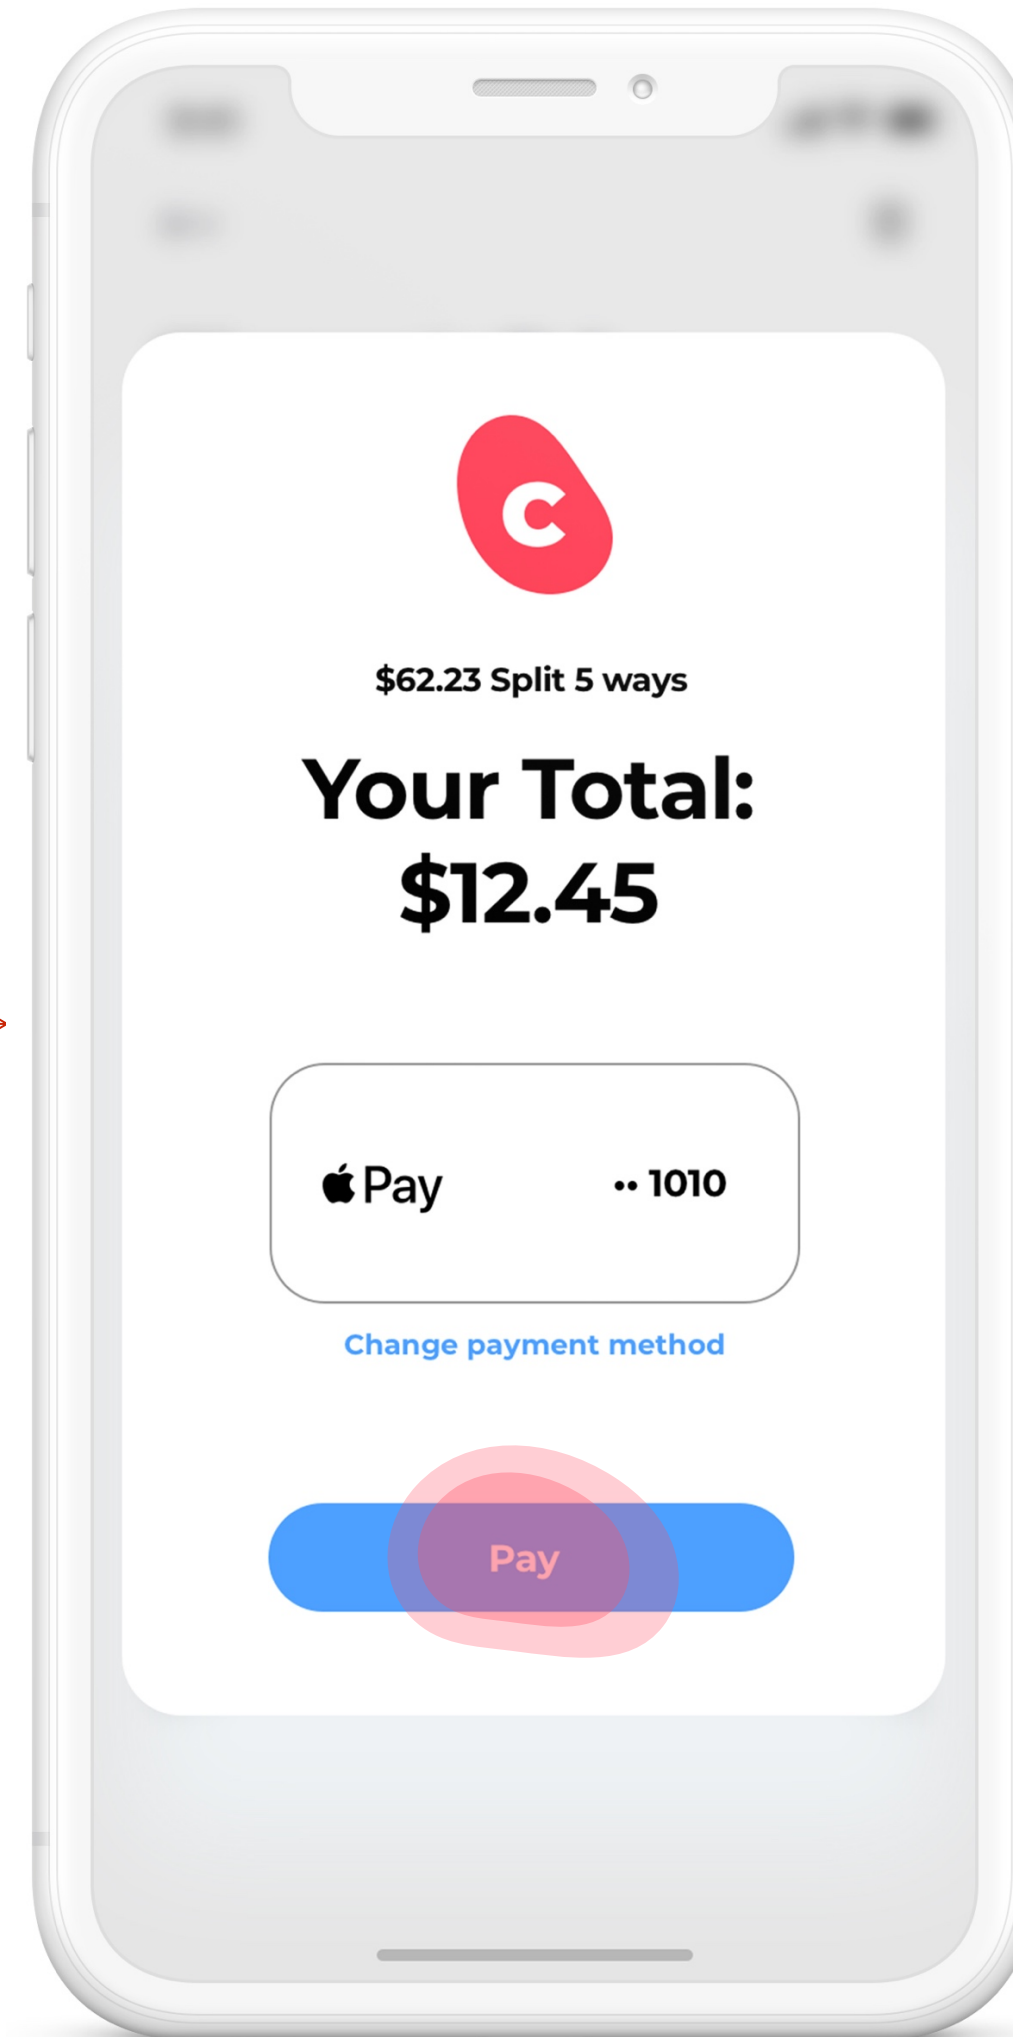 C
$62.23 Split 5 ways
Your Total:
$12.45
Pay ·· 1010
Change payment method
Pay